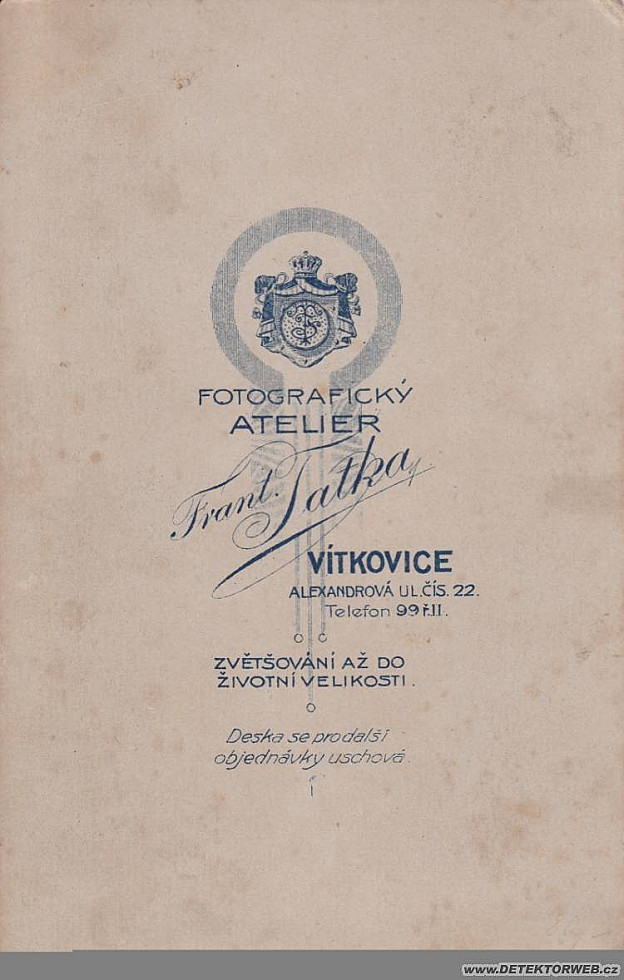 FOTOGRAFICKÝ
ATELIER
Frant. Tatka,
VÍTKOVICE
ALEXANDROVÁ UL.ČÍS. 22.
Telefon 99 ř.II.
ZVĚTŠOVÁNÍ AŽ DO
ŽIVOTNÍ VELIKOSTI.
Deska se pro další
objednávky uschová.
www.DETEKTORWEB.cz